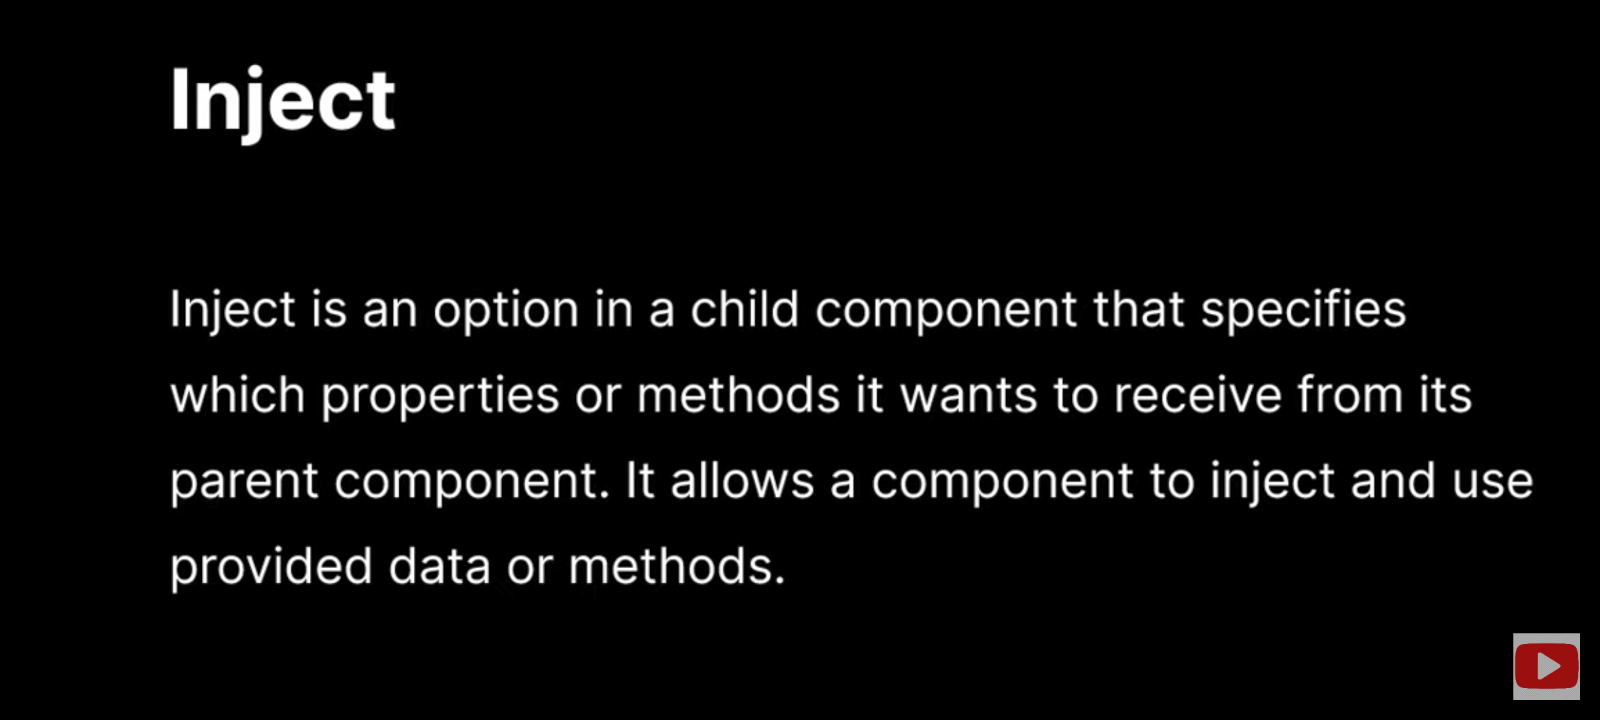 Inject
Inject is an option in a child component that specifies
which properties or methods it wants to receive from its
parent component. It allows a component to inject and use
provided data or methods.